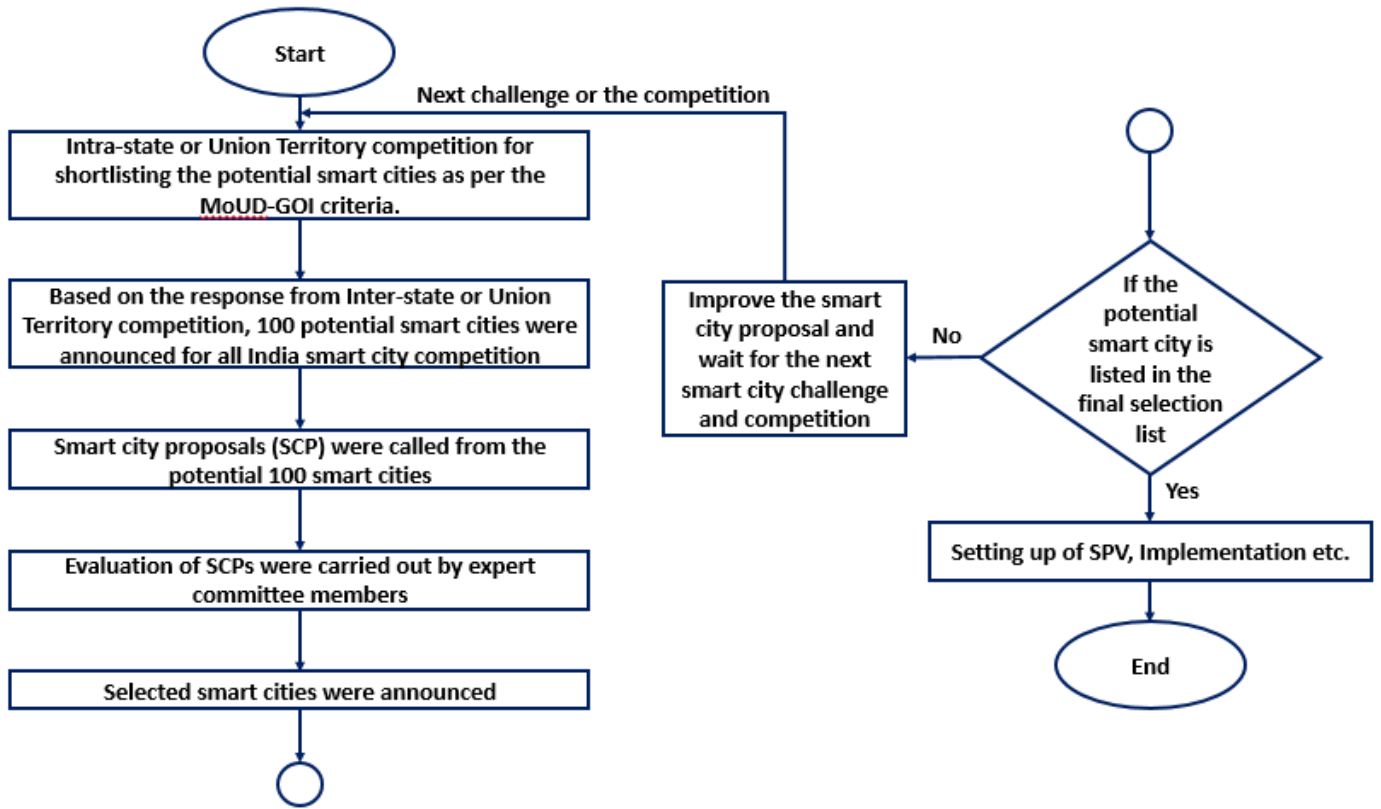 Start
Next challenge or the competition
Intra-state or Union Territory competition for
shortlisting the potential smart cities as per the
MoUD-GOI criteria.
Based on the response from Inter-state or Union
Territory competition, 100 potential smart cities were
announced for all India smart city competition
Smart city proposals (SCP) were called from the
potential 100 smart cities
Evaluation of SCPs were carried out by expert
committee members
Selected smart cities were announced
If the
potential
smart city is
listed in the
final selection
list
No
Improve the smart
city proposal and
wait for the next
smart city challenge
and competition
Yes
Setting up of SPV, Implementation etc.
End